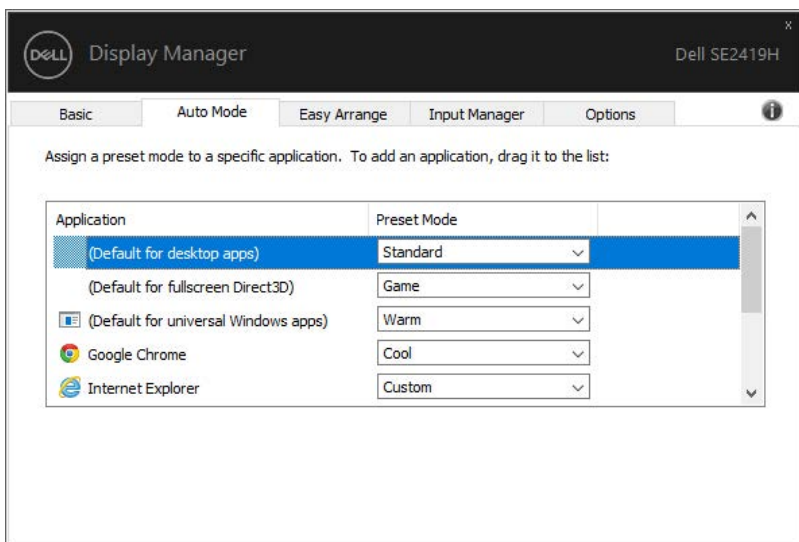 x
DELL Display Manager Dell SE2419H
Basic Auto Mode Easy Arrange Input Manager Options
Assign a preset mode to a specific application. To add an application, drag it to the list:
Application Preset Mode
(Default for desktop apps) Standard
(Default for fullscreen Direct3D) Game
(Default for universal Windows apps) Warm
Google Chrome Cool
Internet Explorer Custom